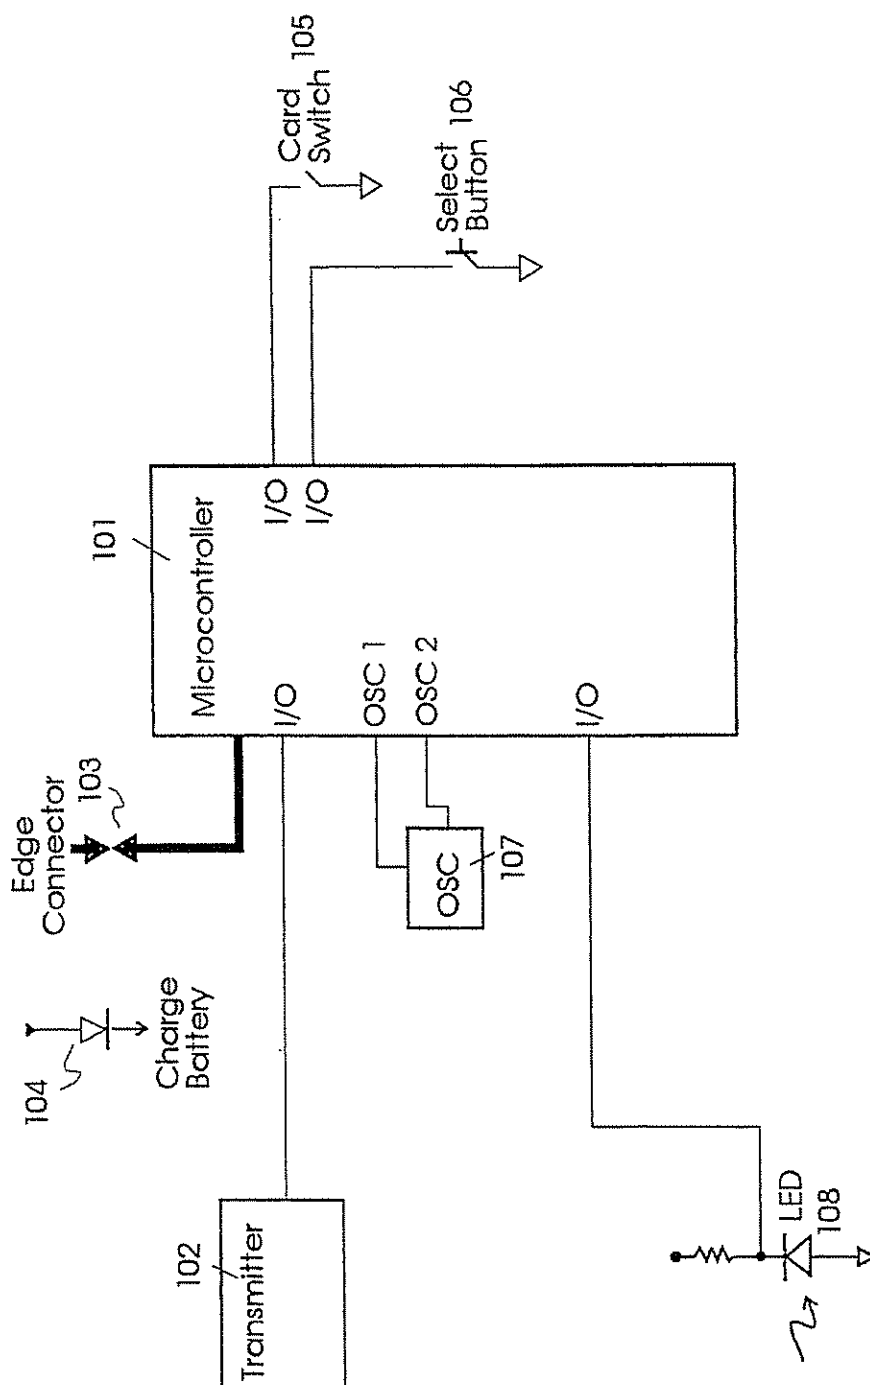 Edge
Connector
103
104
Charge
Battery
102
Transmitter
101
Microcontroller
I/O
OSC 1
OSC 2
I/O
I/O
I/O
OSC
107
Card
Switch 105
Select
Button 106
LED
108